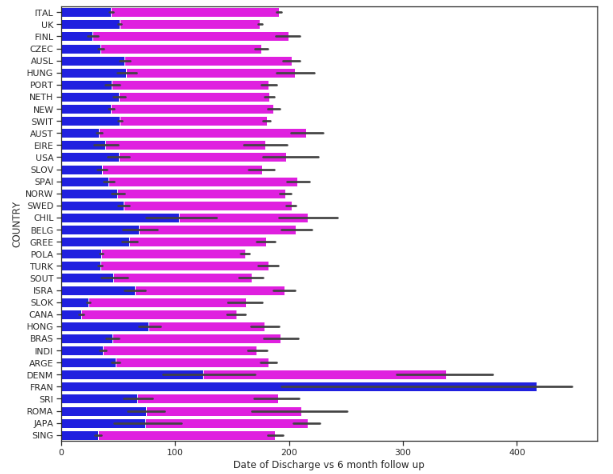 ITAL
UK
FINL
CZEC
AUSL
HUNG
PORT
NETH
NEW
SWIT
AUST
EIRE
USA
SLOV
SPAI
NORW
SWED
CHIL
BELG
GREE
POLA
TURK
SOUT
ISRA
SLOK
CANA
HONG
BRAS
INDI
ARGE
DENM
FRAN
SRI
ROMA
JAPA
SING
COUNTRY
0 100 200 300 400
Date of Discharge vs 6 month follow up